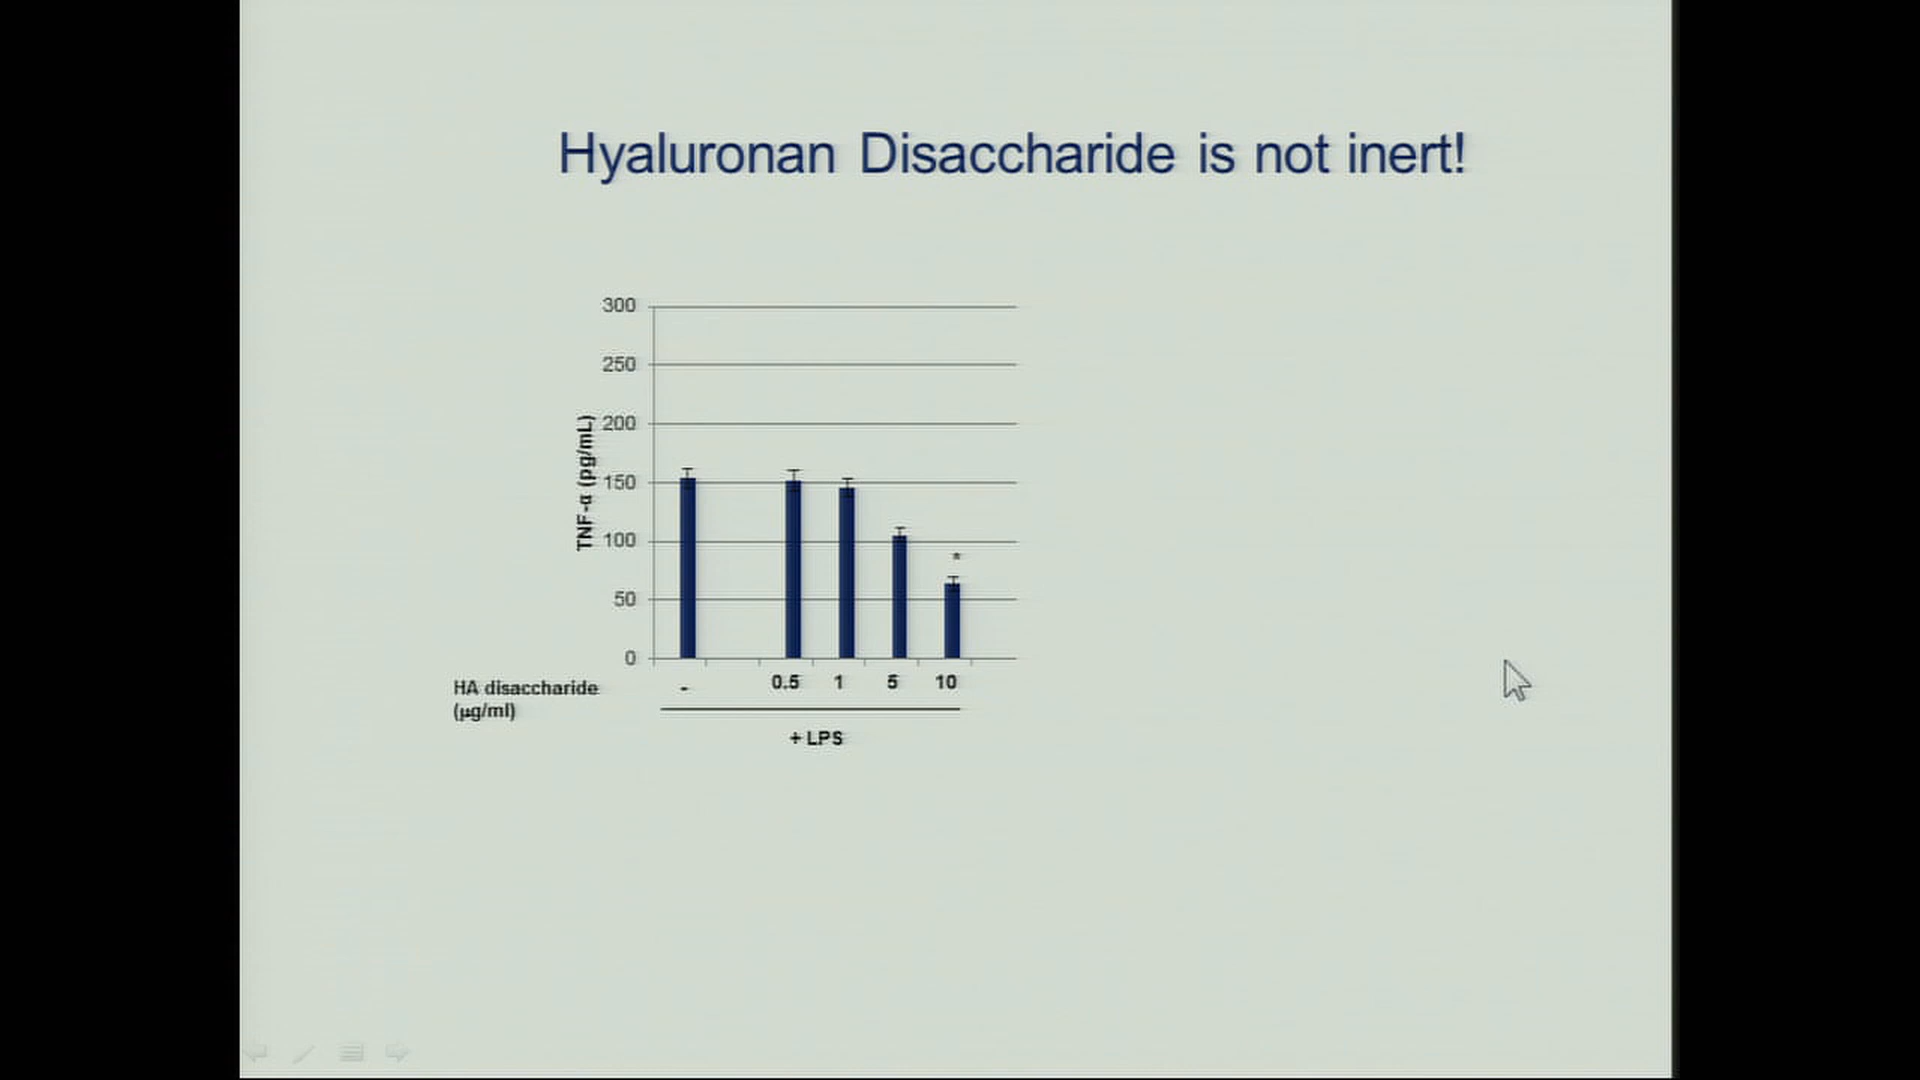 Hyaluronan Disaccharide is not inert!
300
250
200
150
100
50
0
TNF-α (pg/mL)
HA disaccharide
(µg/ml)
- 0.5 1 5 10
*
+ LPS